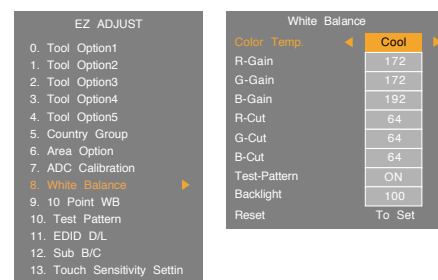 EZ ADJUST
0. Tool Option1
1. Tool Option2
2. Tool Option3
3. Tool Option4
4. Tool Option5
5. Country Group
6. Area Option
7. ADC Calibration
8. White Balance
9. 10 Point WB
10. Test Pattern
11. EDID D/L
12. Sub B/C
13. Touch Sensitivity Settin
White Balance
Color Temp. Cool
R-Gain 172
G-Gain 172
B-Gain 192
R-Cut 64
G-Cut 64
B-Cut 64
Test-Pattern ON
Backlight 100
Reset To Set